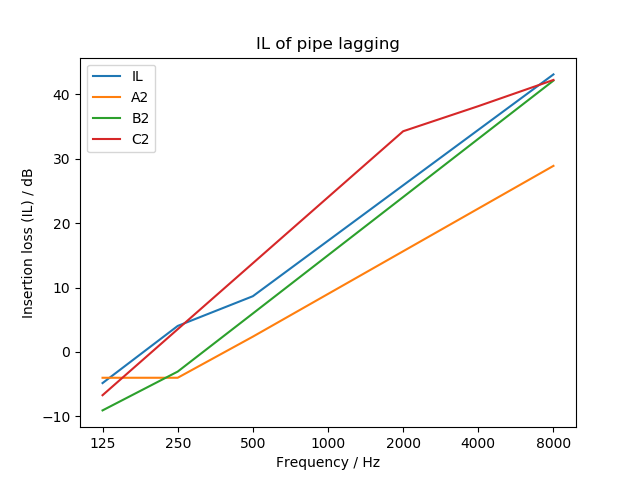 IL of pipe lagging
IL
A2
B2
C2
Insertion loss (IL) / dB
40
30
20
10
0
−10
125 250 500 1000 2000 4000 8000
Frequency / Hz